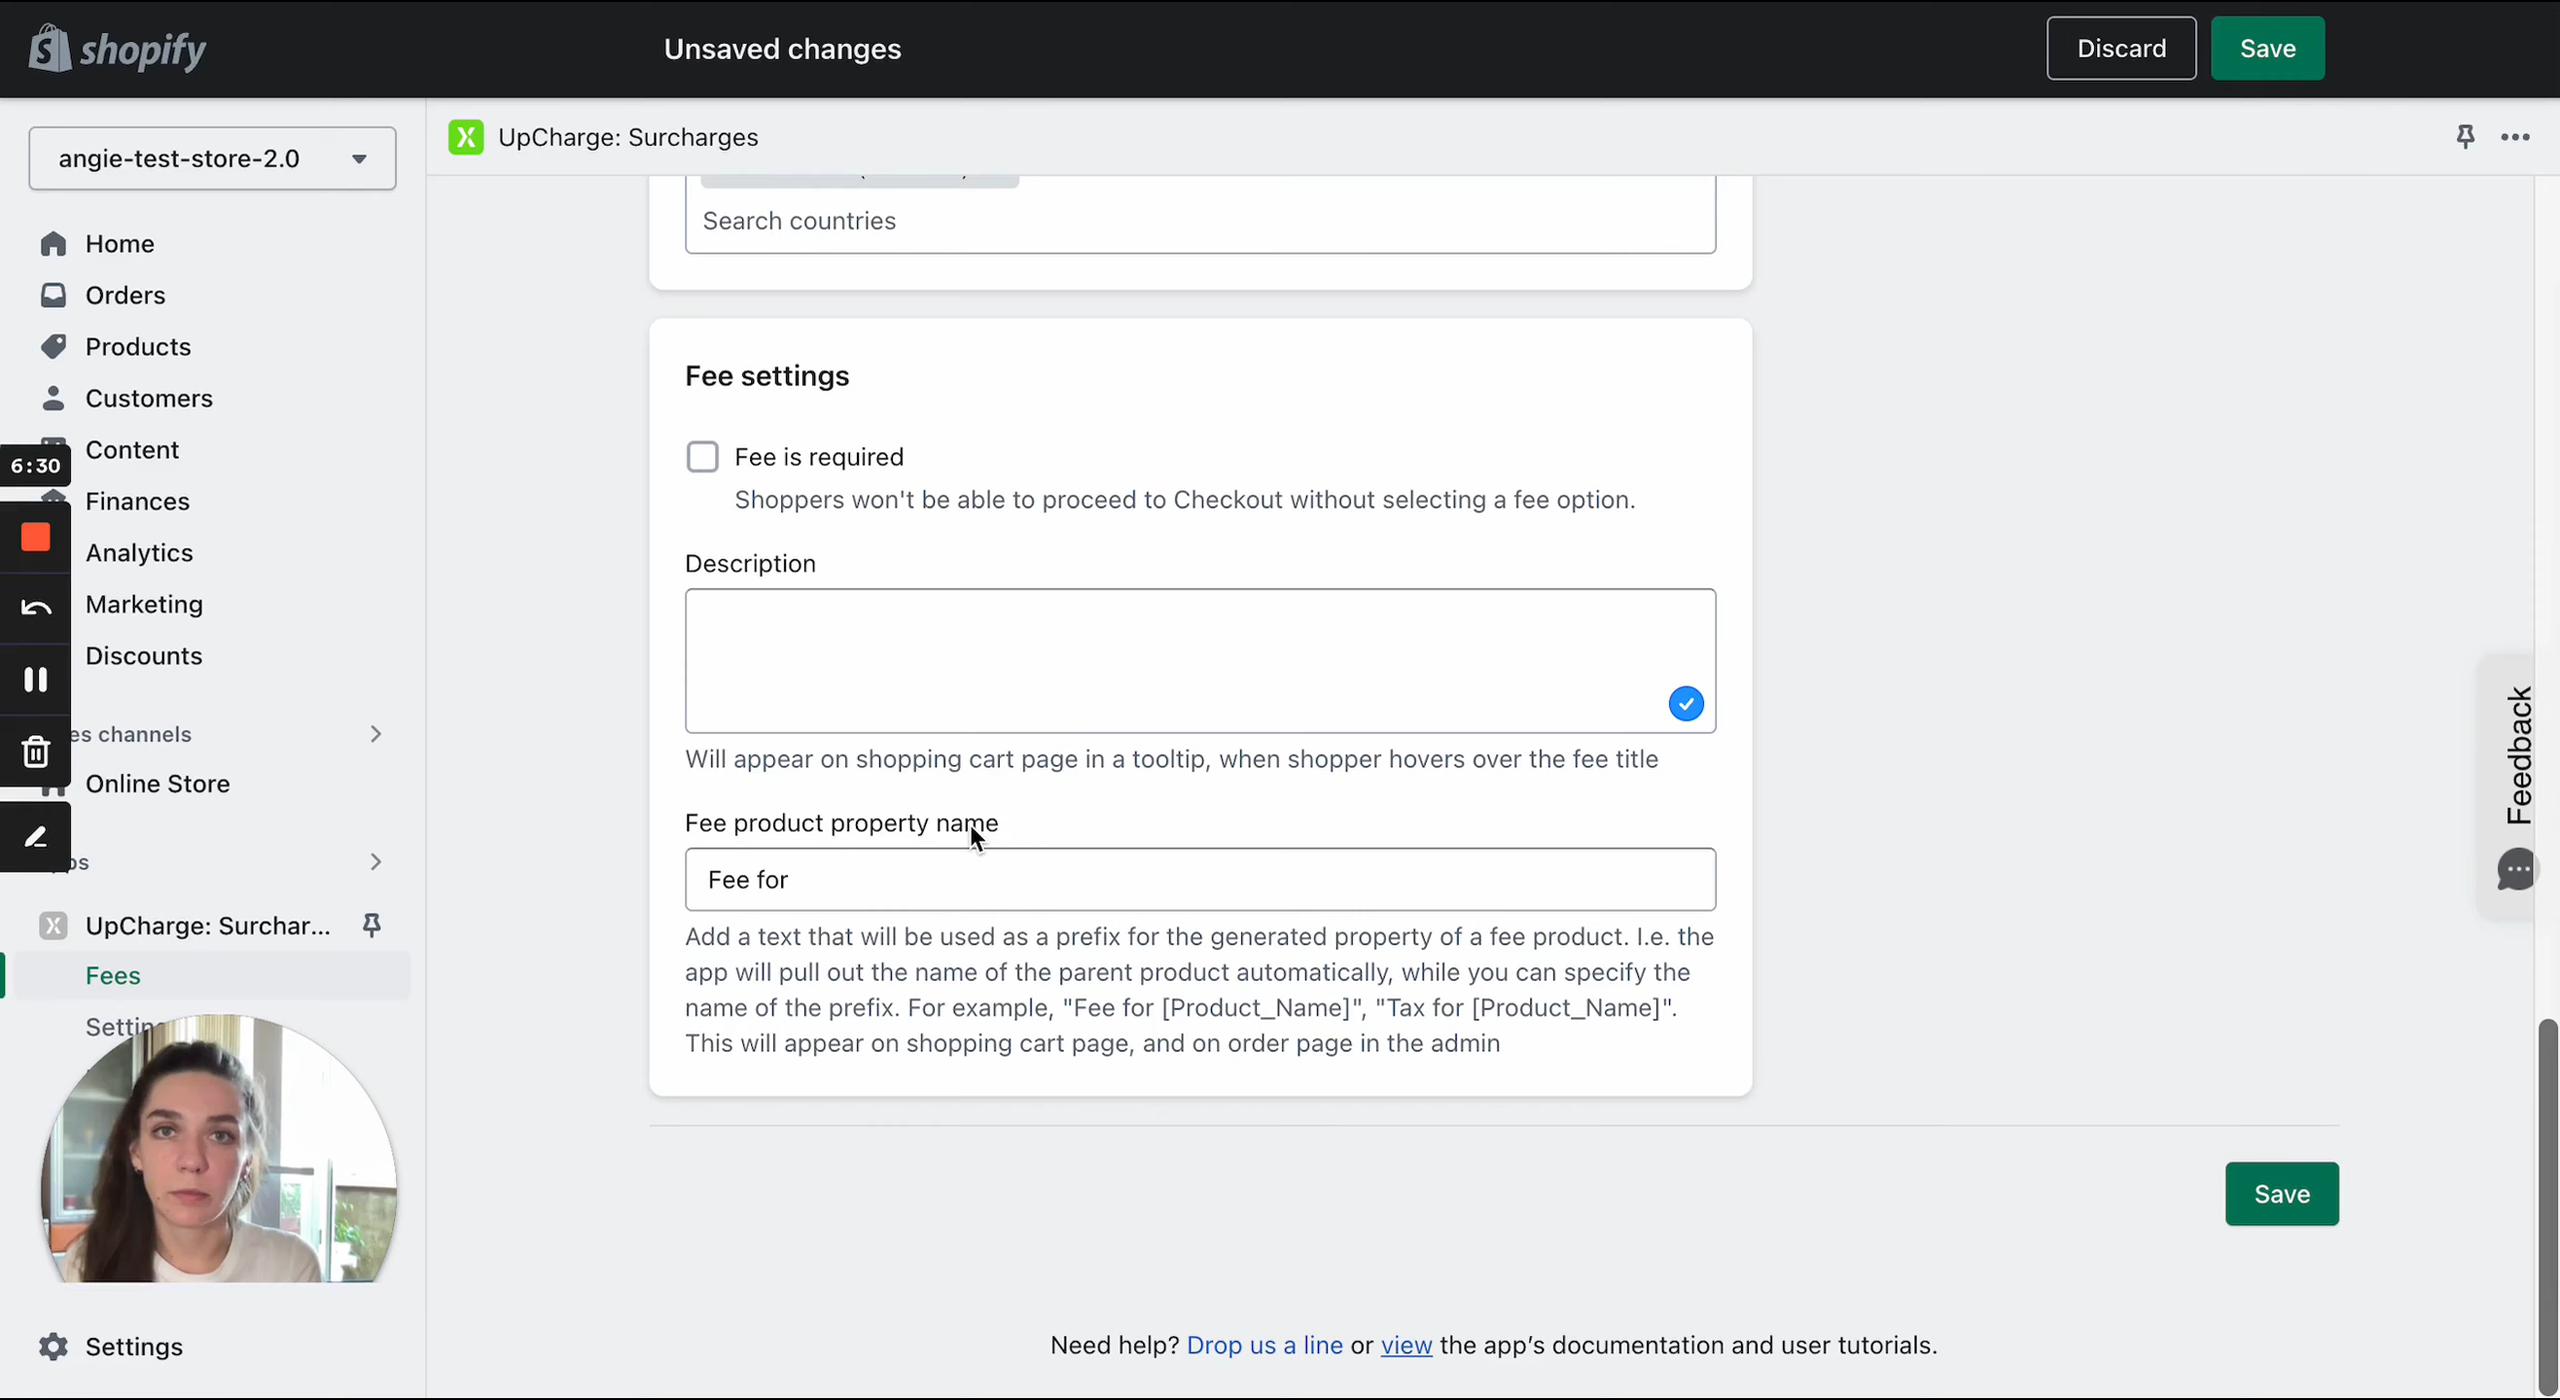 shopify
Unsaved changes
Discard
Save
angie-test-store-2.0
UpCharge: Surcharges
Home
Orders
Products
Customers
Content
6:30
Finances
Analytics
Marketing
Discounts
es channels
Online Store
ps
UpCharge: Surchar...
Fees
Settin
Settings
Search countries
Fee settings
Fee is required
Shoppers won't be able to proceed to Checkout without selecting a fee option.
Description
Will appear on shopping cart page in a tooltip, when shopper hovers over the fee title
Fee product property name
Fee for
Add a text that will be used as a prefix for the generated property of a fee product. I.e. the
app will pull out the name of the parent product automatically, while you can specify the
name of the prefix. For example, "Fee for [Product_Name]", "Tax for [Product_Name]".
This will appear on shopping cart page, and on order page in the admin
Save
Need help? Drop us a line or view the app's documentation and user tutorials.
Feedback